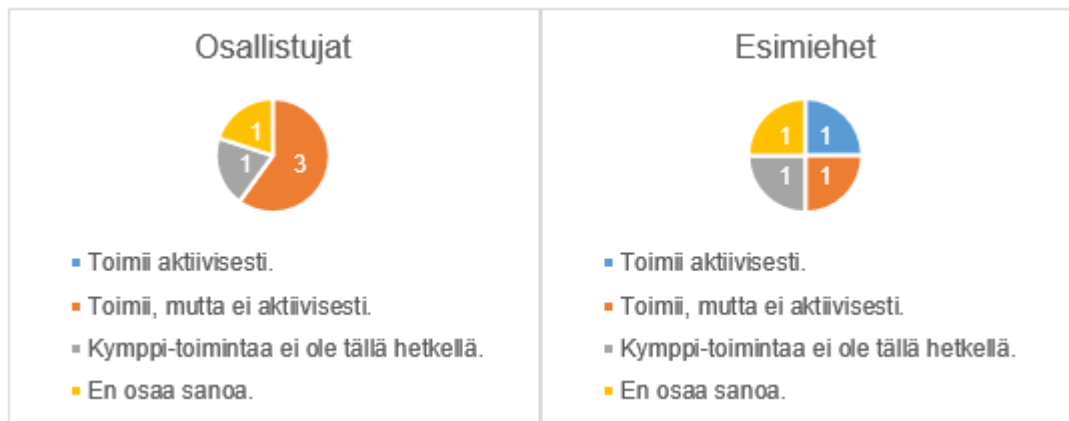 Osallistujat
1
3
1
Toimii aktiivisesti.
Toimii, mutta ei aktiivisesti.
Kymppi-toimintaa ei ole tällä hetkellä.
En osaa sanoa.
Esimiehet
1
1
1
1
Toimii aktiivisesti.
Toimii, mutta ei aktiivisesti.
Kymppi-toimintaa ei ole tällä hetkellä.
En osaa sanoa.